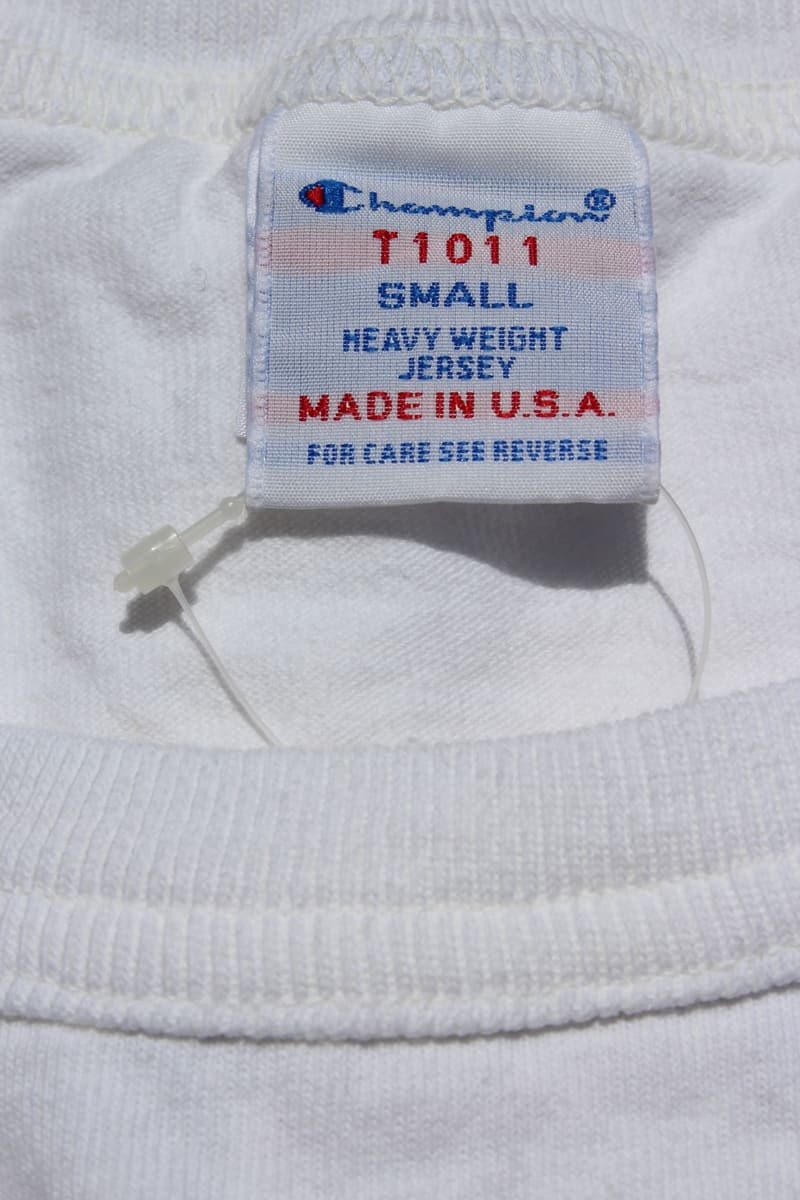 Champion®
T1011
SMALL
HEAVY WEIGHT
JERSEY
MADE IN U.S.A.
FOR CARE SEE REVERSE